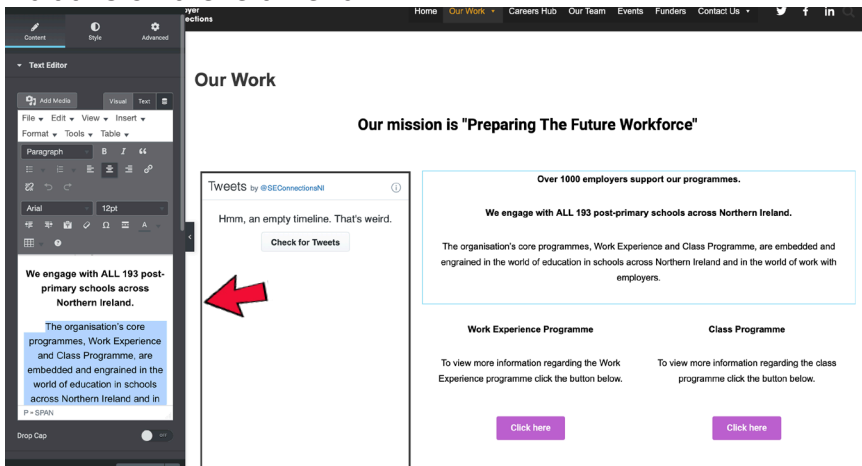 oyer
ections
Home Our Work Careers Hub Our Team Events Funders Contact Us
Content Style Advanced
Text Editor
Add Media Visual Text
File Edit View Insert
Format Tools Table
Paragraph B I
Arial 12pt
We engage with ALL 193 post-
primary schools across
Northern Ireland.
The organisation's core
programmes, Work Experience
and Class Programme, are
embedded and engrained in the
world of education in schools
across Northern Ireland and in
P » SPAN
Drop Cap OFF
Our Work
Our mission is "Preparing The Future Workforce"
Tweets by @SEConnectionsNI
Hmm, an empty timeline. That's weird.
Check for Tweets
Over 1000 employers support our programmes.
We engage with ALL 193 post-primary schools across Northern Ireland.
The organisation's core programmes, Work Experience and Class Programme, are embedded and
engrained in the world of education in schools across Northern Ireland and in the world of work with
employers.
Work Experience Programme
To view more information regarding the Work
Experience programme click the button below.
Click here
Class Programme
To view more information regarding the class
programme click the button below.
Click here